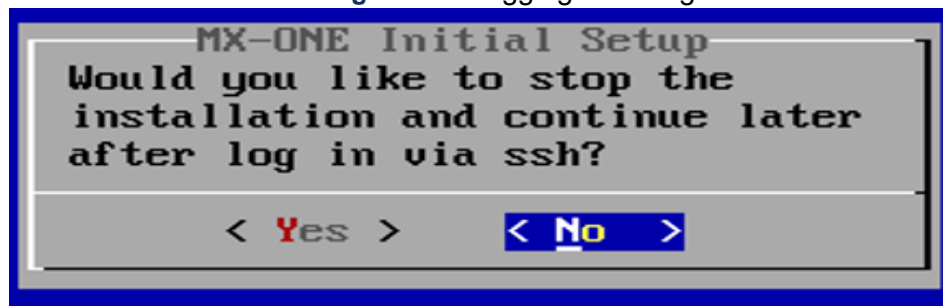 MX-ONE Initial Setup
Would you like to stop the
installation and continue later
after log in via ssh?
< Yes > < No >